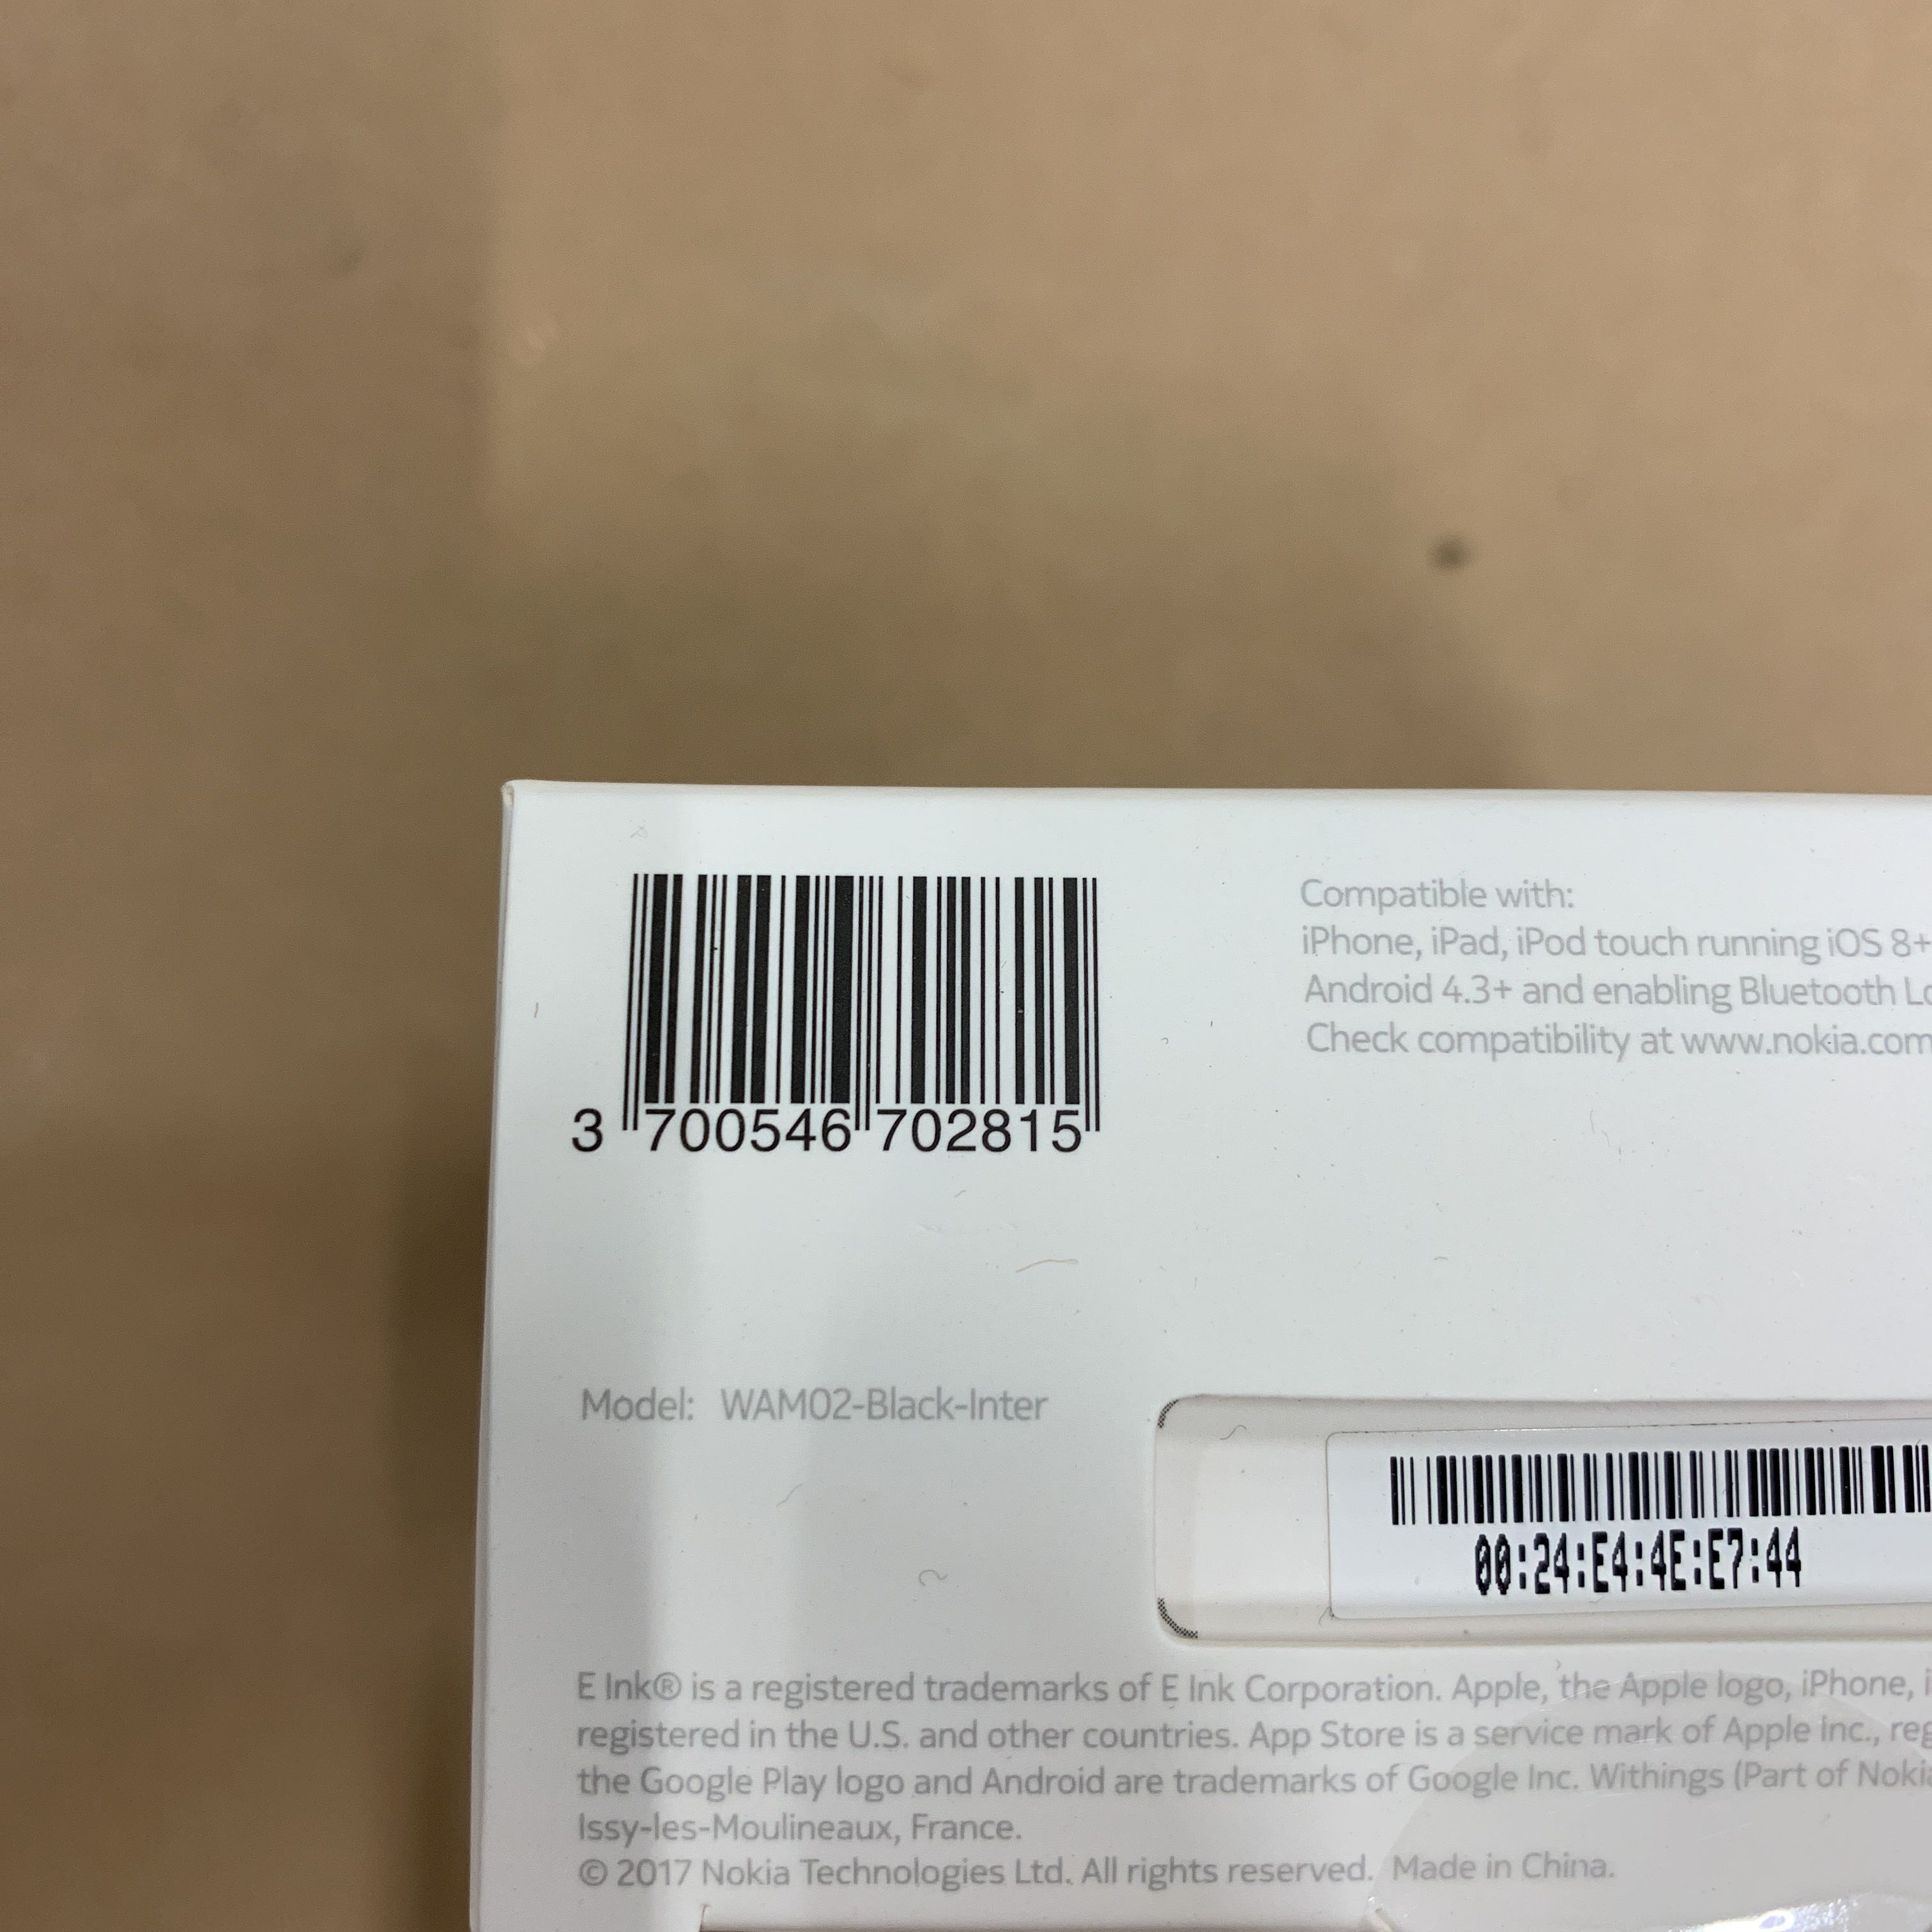 3 700546 702815
Compatible with:
iPhone, iPad, iPod touch running iOS 8+
Android 4.3+ and enabling Bluetooth
Check compatibility at www.nokia.com
Model: WAM02-Black-Inter
00:24:E4:4E:E7:44
E Ink® is a registered trademarks of E Ink Corporation. Apple, the Apple logo, iPhone,
registered in the U.S. and other countries. App Store is a service mark of Apple Inc.,
the Google Play logo and Android are trademarks of Google Inc. Withings (Part of Nokia
Issy-les-Moulineaux, France.
© 2017 Nokia Technologies Ltd. All rights reserved. Made in China.